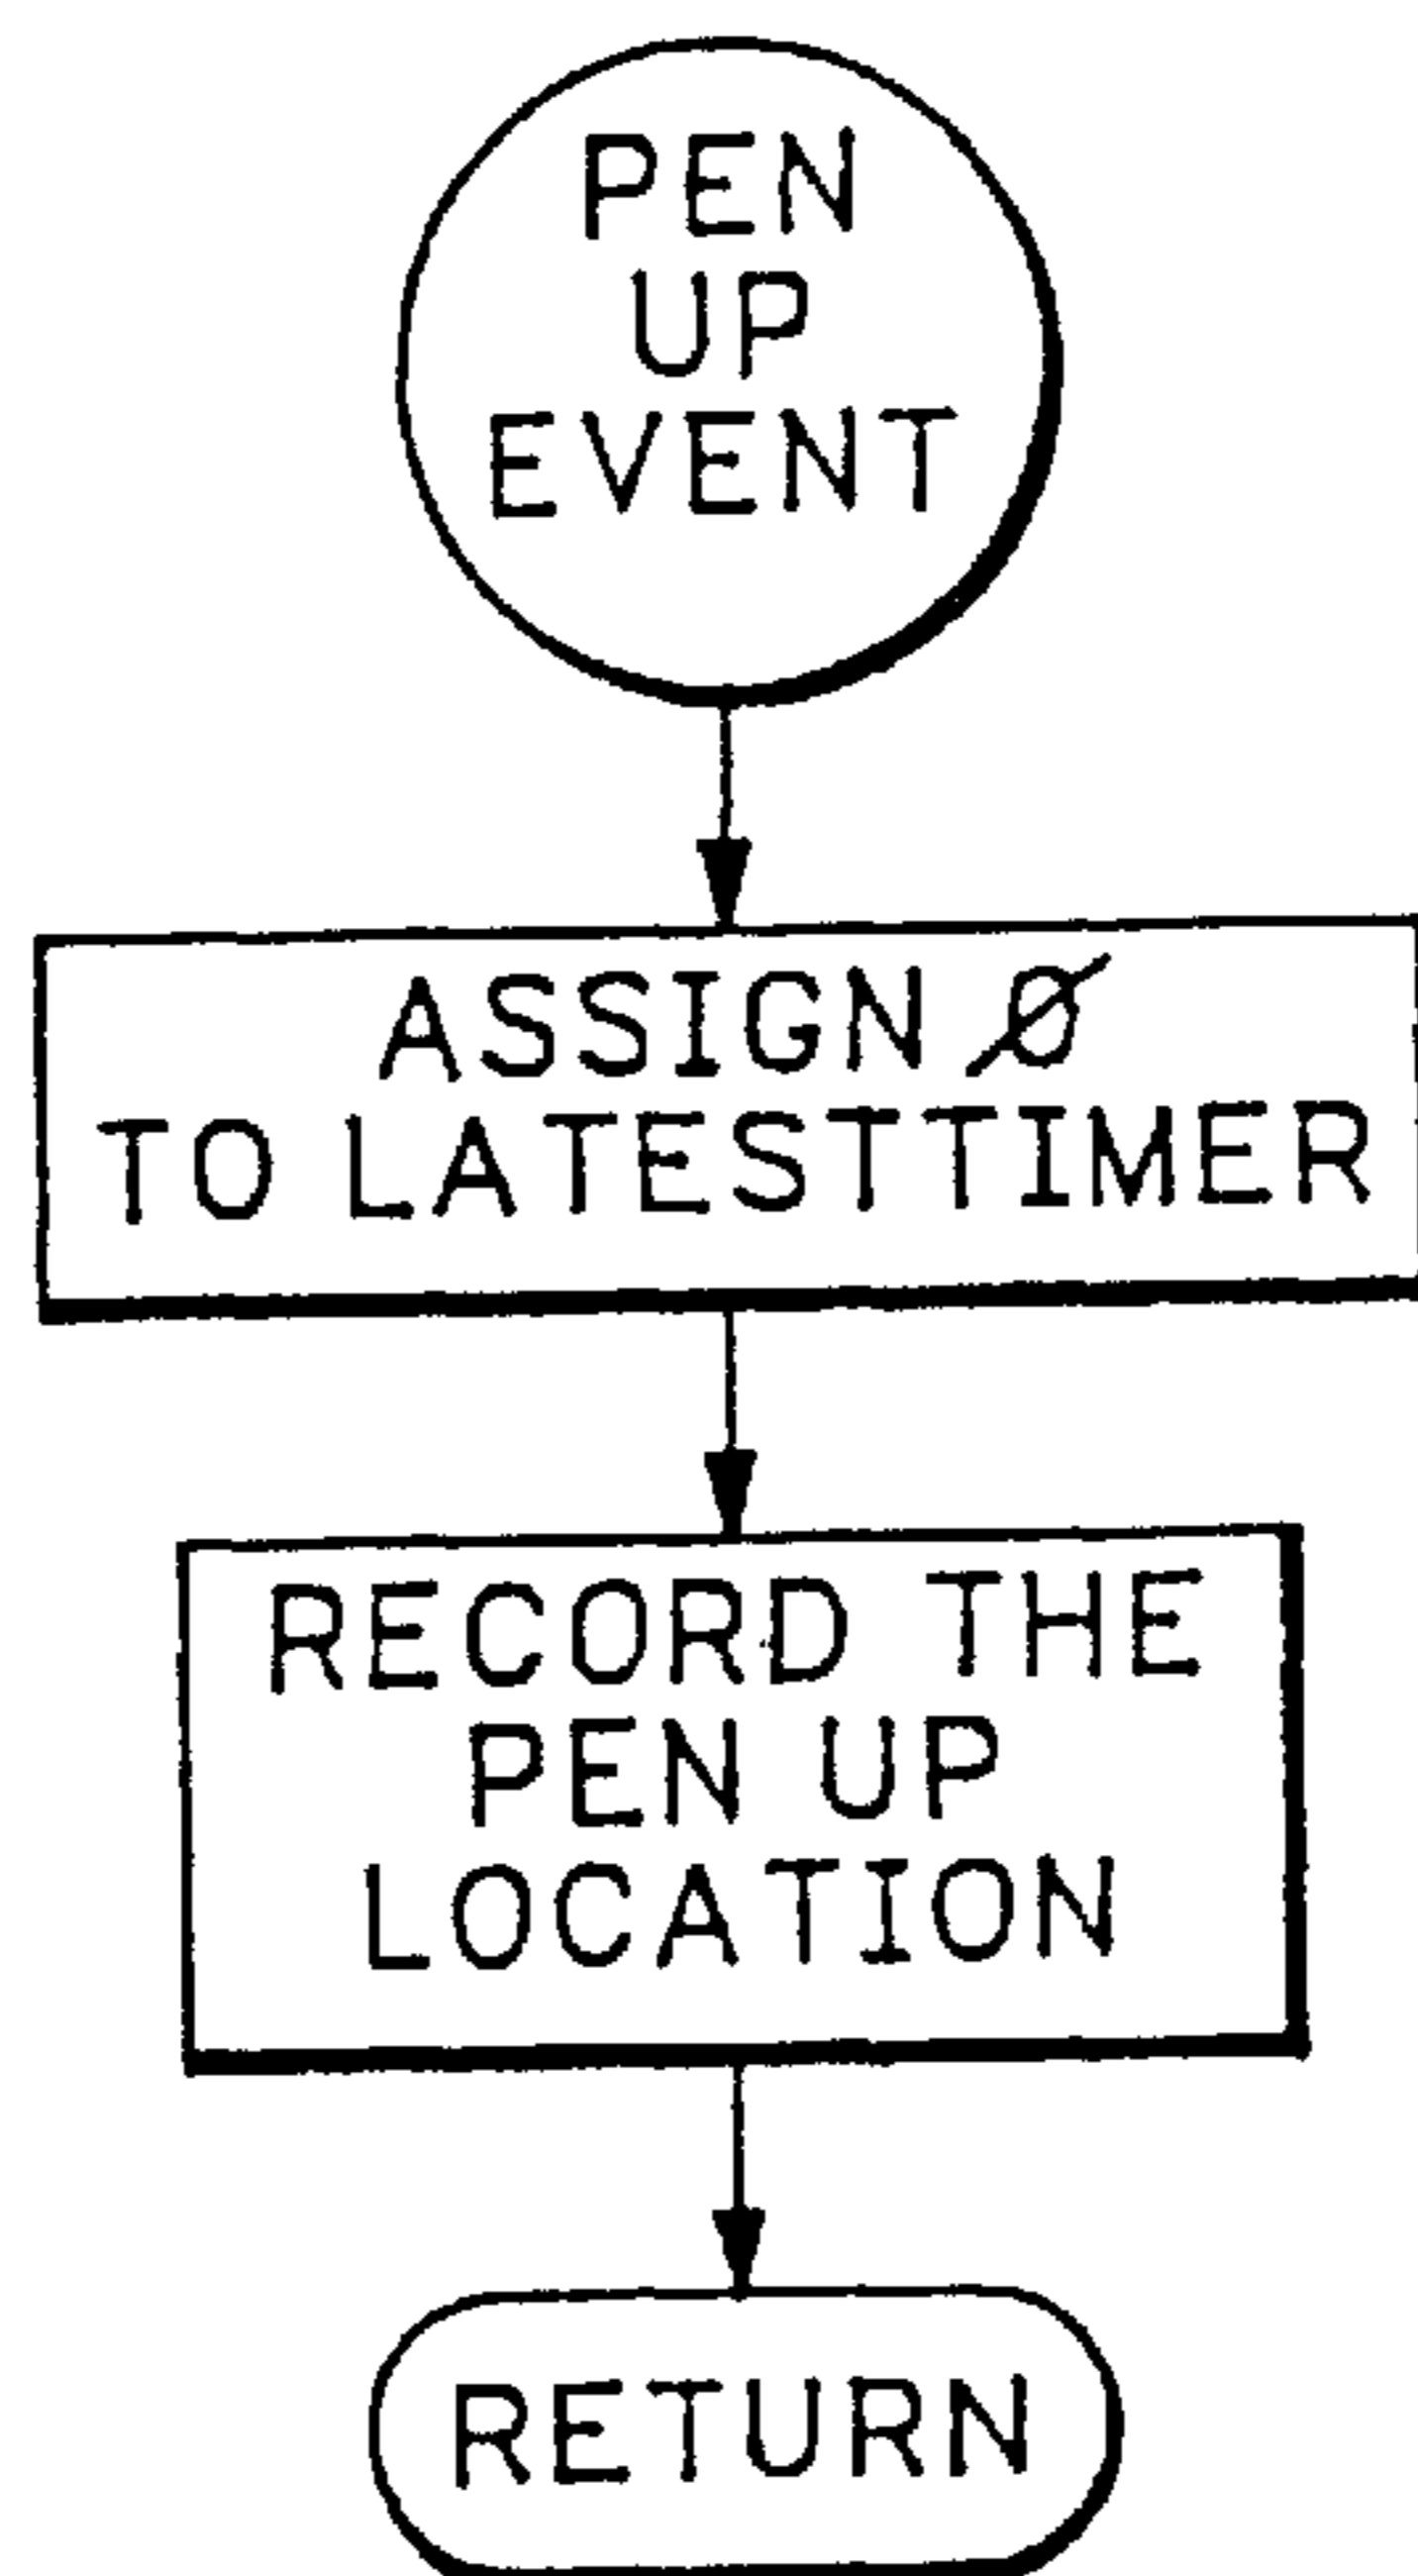 PEN
UP
EVENT
ASSIGN Ø
TO LATESTTIMER
RECORD THE
PEN UP
LOCATION
RETURN